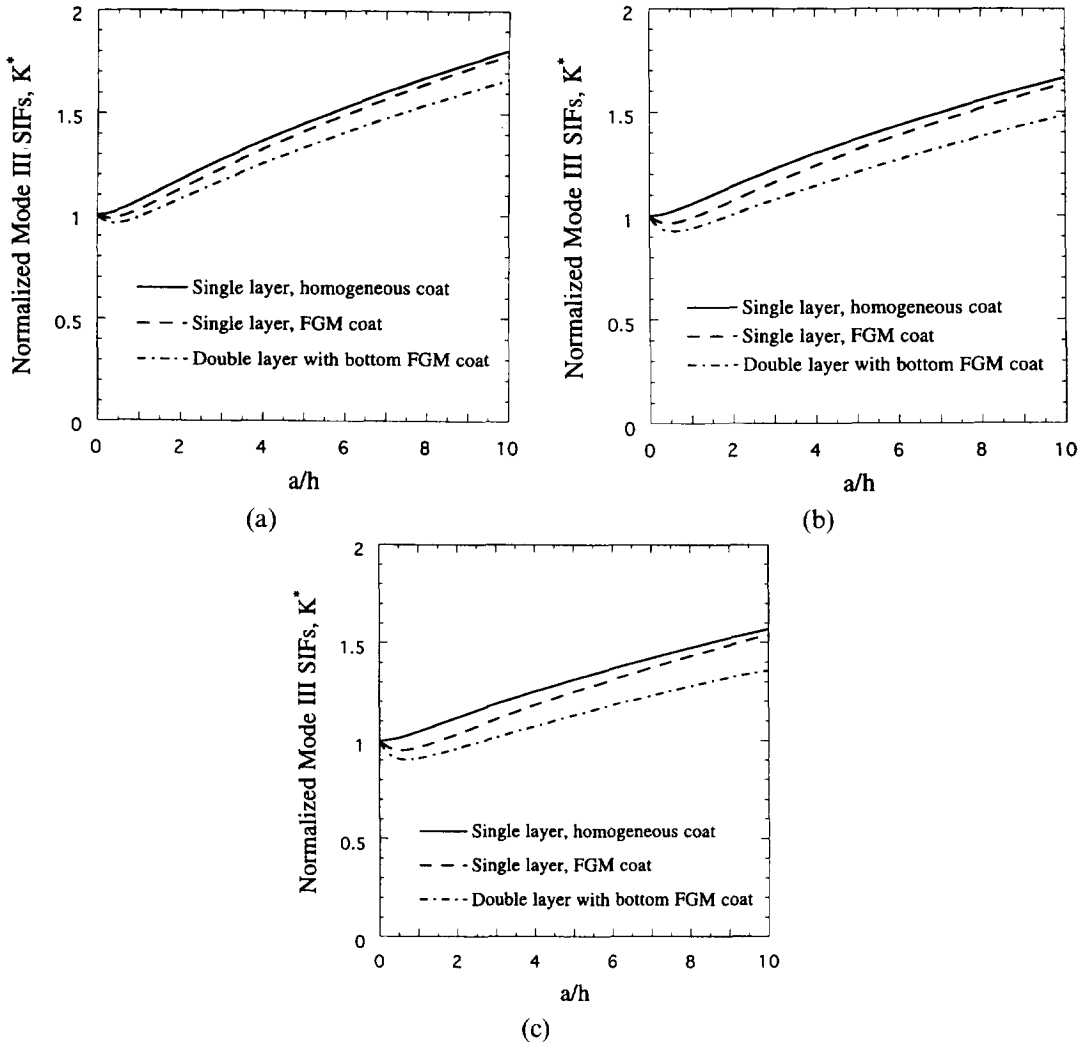 2
1.5
1
0.5
0
Normalized Mode III SIFs, K*
Single layer, homogeneous coat
Single layer, FGM coat
Double layer with bottom FGM coat
0 2 4 6 8 10
a/h
(a)
2
1.5
1
0.5
0
Normalized Mode III SIFs, K*
Single layer, homogeneous coat
Single layer, FGM coat
Double layer with bottom FGM coat
0 2 4 6 8 10
a/h
(b)
2
1.5
1
0.5
0
Normalized Mode III SIFs, K*
Single layer, homogeneous coat
Single layer, FGM coat
Double layer with bottom FGM coat
0 2 4 6 8 10
a/h
(c)